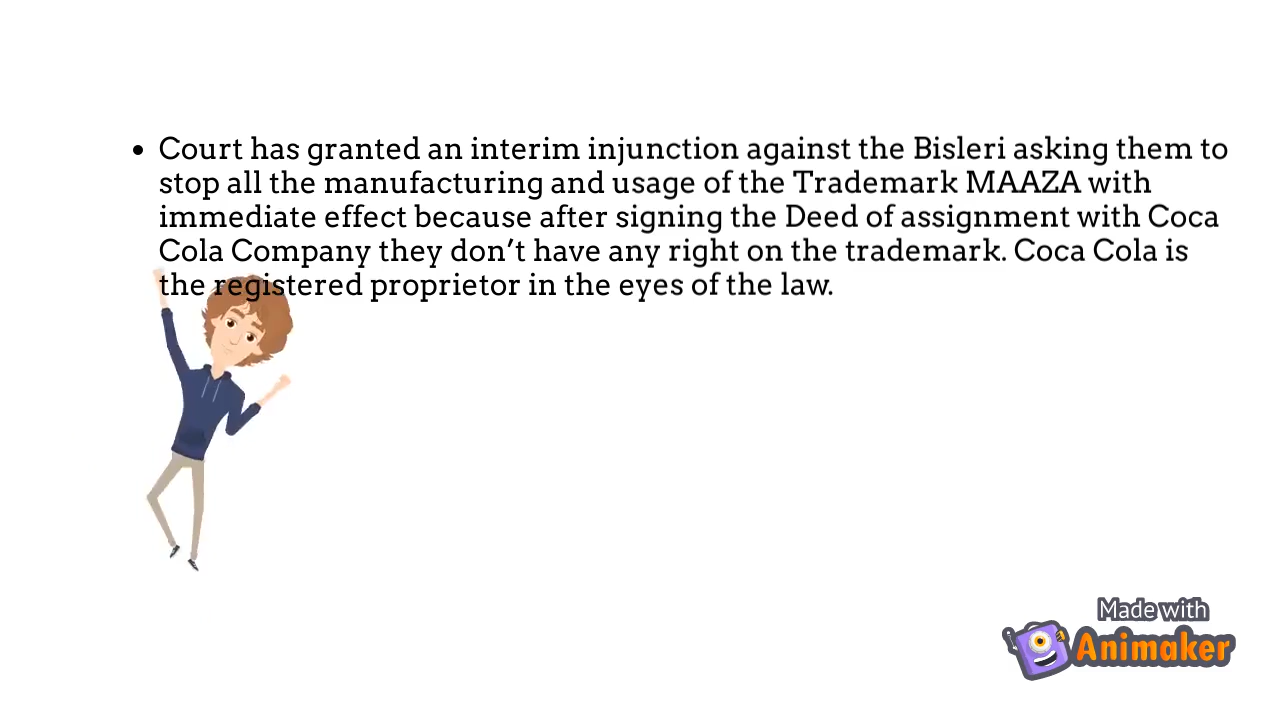 • Court has granted an interim injunction against the Bisleri asking them to
stop all the manufacturing and usage of the Trademark MAAZA with
immediate effect because after signing the Deed of assignment with Coca
Cola Company they don’t have any right on the trademark. Coca Cola is
the registered proprietor in the eyes of the law.
Made with
Animaker